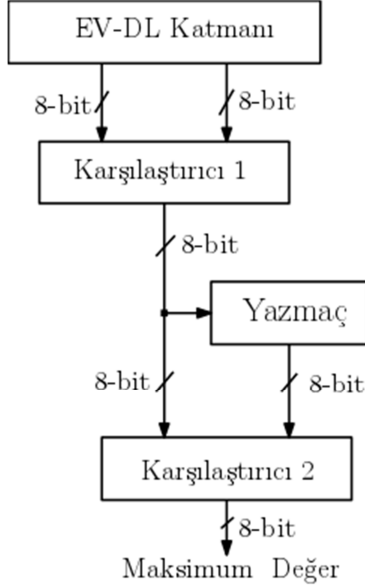 EV-DL Katmanı
8-bit 8-bit
Karşılaştırıcı 1
8-bit
Yazmaç
8-bit 8-bit
Karşılaştırıcı 2
8-bit
Maksimum Değer